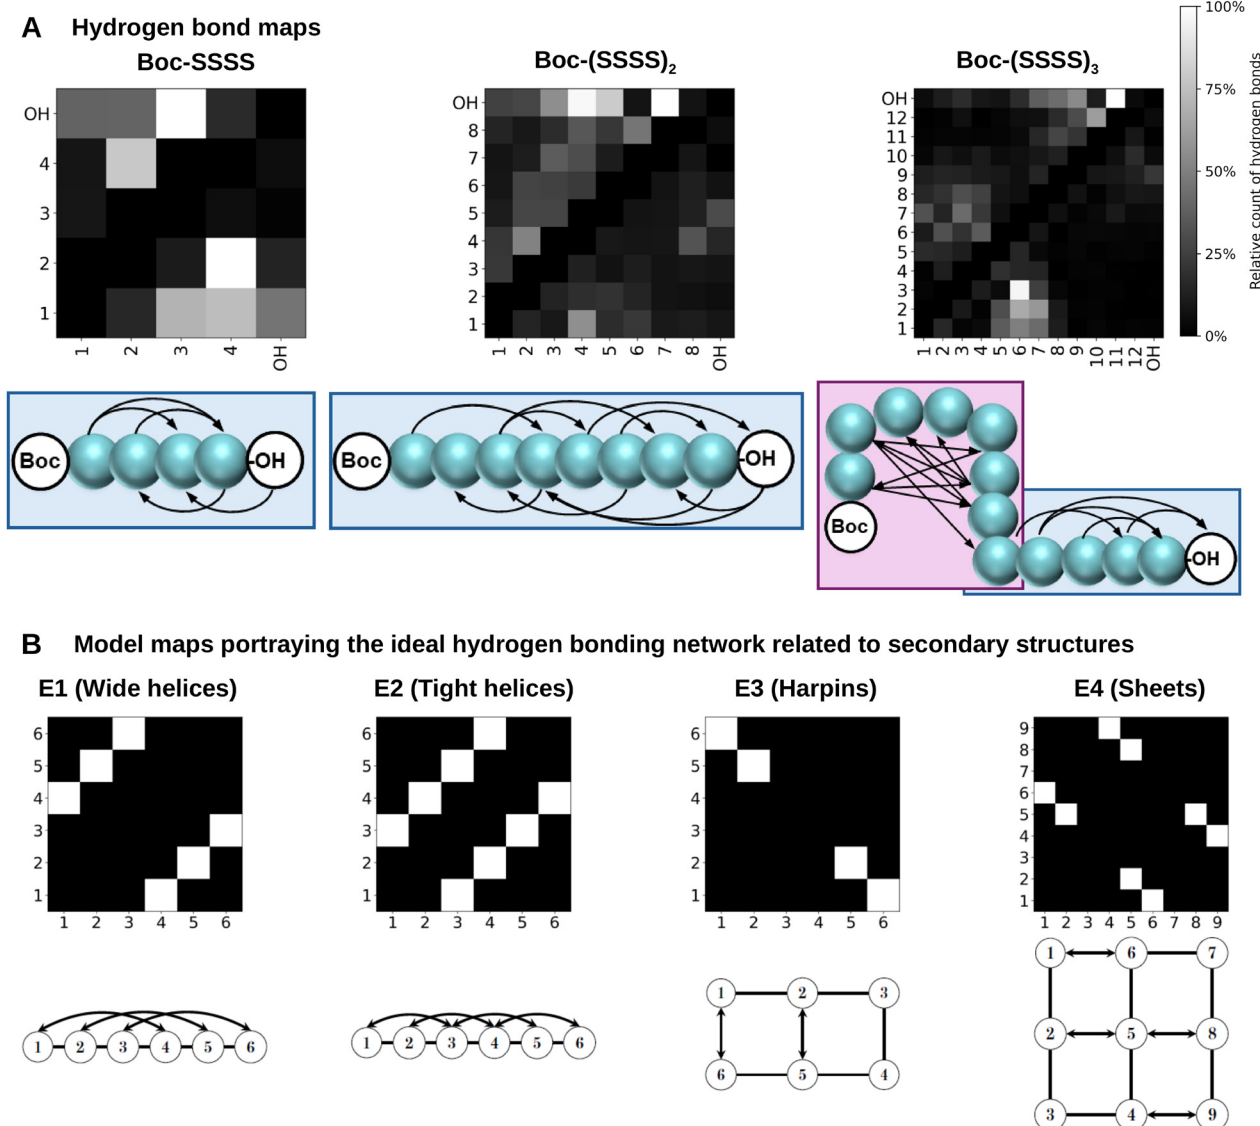 A Hydrogen bond maps
Boc-SSSS
Boc-(SSSS)2
Boc-(SSSS)3
OH
4
3
2
1
1 2 3 4 OH
OH
8
7
6
5
4
3
2
1
1 2 3 4 5 6 7 8 OH
OH
12
11
10
9
8
7
6
5
4
3
2
1
1 2 3 4 5 6 7 8 9 10 11 12 OH
100%
75%
50%
25%
0%
Relative count of hydrogen bonds
Boc -OH
Boc -OH
Boc
-OH
B Model maps portraying the ideal hydrogen bonding network related to secondary structures
E1 (Wide helices)
E2 (Tight helices)
E3 (Harpins)
E4 (Sheets)
6
5
4
3
2
1
1 2 3 4 5 6
6
5
4
3
2
1
1 2 3 4 5 6
6
5
4
3
2
1
1 2 3 4 5 6
9
8
7
6
5
4
3
2
1
1 2 3 4 5 6 7 8 9
1 2 3 4 5 6
1 2 3 4 5 6
1 2 3
6 5 4
1 6 7
2 5 8
3 4 9